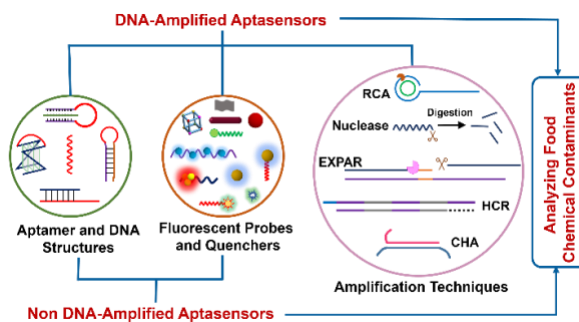 DNA-Amplified Aptasensors
RCA
Digestion
Nuclease
EXPAR
HCR
CHA
Aptamer and DNA
Structures
Fluorescent Probes
and Quenchers
Amplification Techniques
Analyzing Food
Chemical Contaminants
Non DNA-Amplified Aptasensors